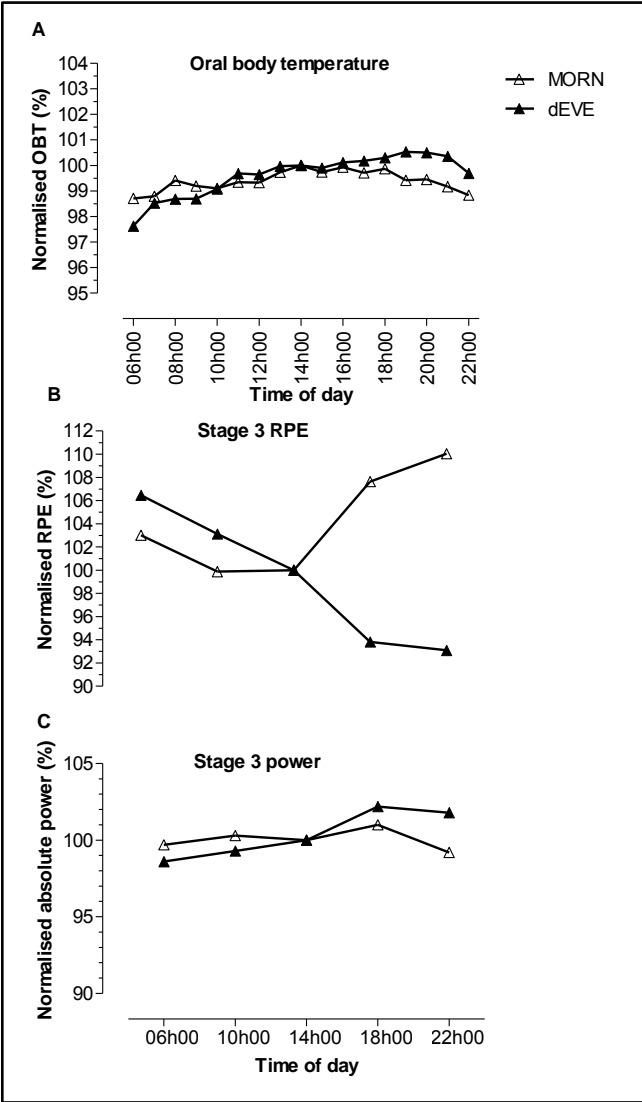 A
Oral body temperature
MORN
dEVE
Normalised OBT (%)
104
103
102
101
100
99
98
97
96
95
06h00
08h00
10h00
12h00
14h00
16h00
18h00
20h00
22h00
Time of day
B
Stage 3 RPE
Normalised RPE (%)
112
110
108
106
104
102
100
98
96
94
92
90
C
Stage 3 power
Normalised absolute power (%)
105
100
95
90
06h00 10h00 14h00 18h00 22h00
Time of day